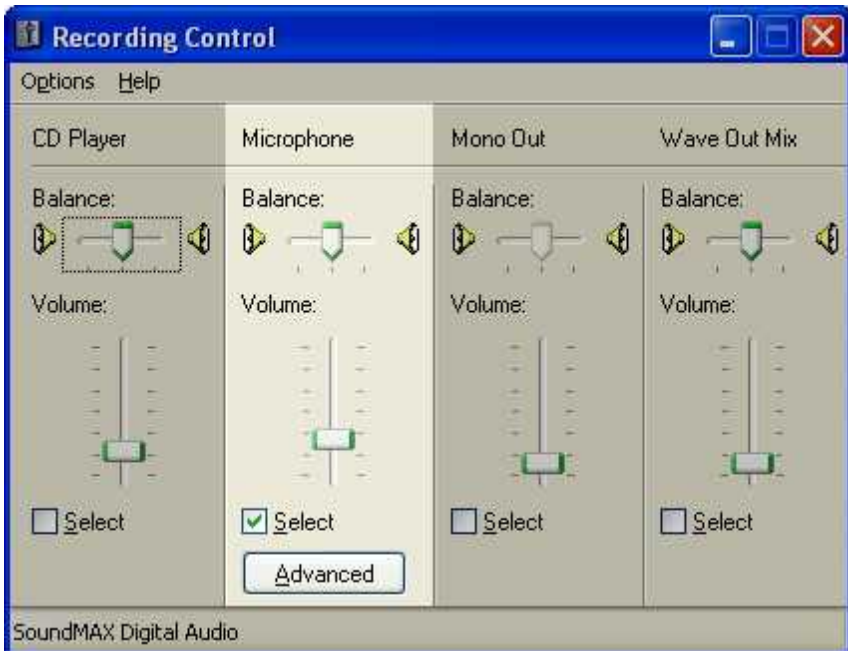 Recording Control
Options Help
CD Player Microphone Mono Out Wave Out Mix
Balance: Balance: Balance: Balance:
Volume: Volume: Volume: Volume:
Select Select Select Select
Advanced
SoundMAX Digital Audio